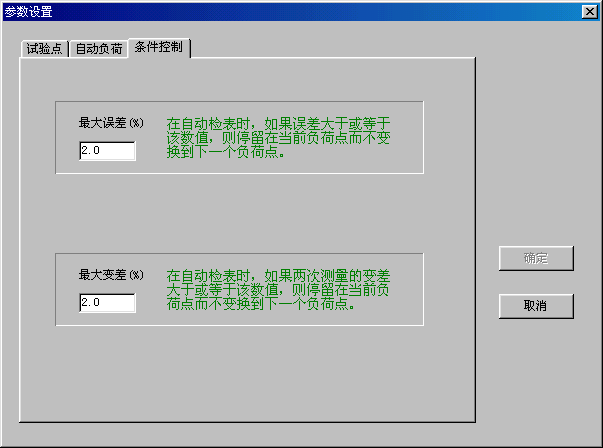 参数设置
试验点 自动负荷 条件控制
最大误差(%)
2.0
在自动检表时，如果误差大于或等于
该数值，则停留在当前负荷点而不变
换到下一个负荷点。
最大变差(%)
2.0
在自动检表时，如果两次测量的变差
大于或等于该数值，则停留在当前负
荷点而不变换到下一个负荷点。
确定
取消